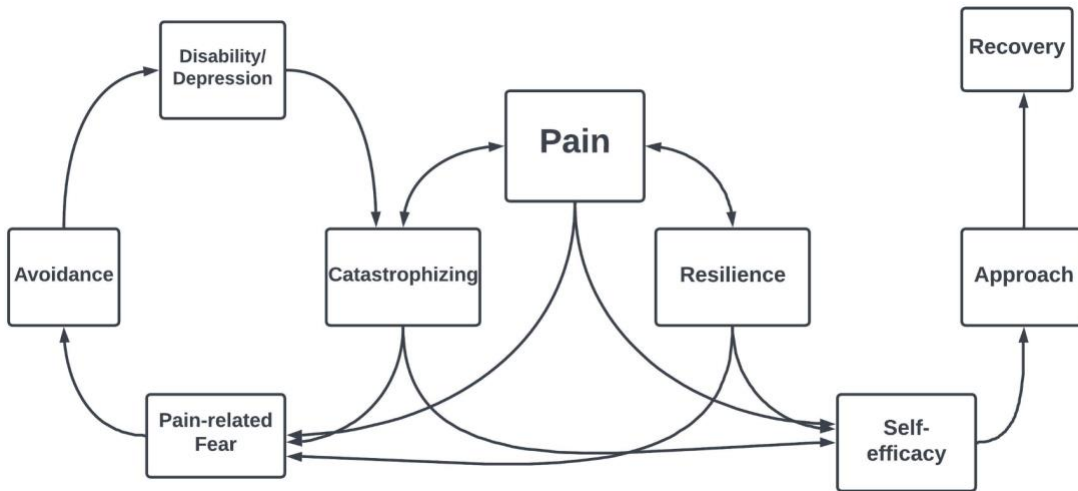 Disability/
Depression
Recovery
Pain
Avoidance
Catastrophizing
Resilience
Approach
Pain-related
Fear
Self-
efficacy